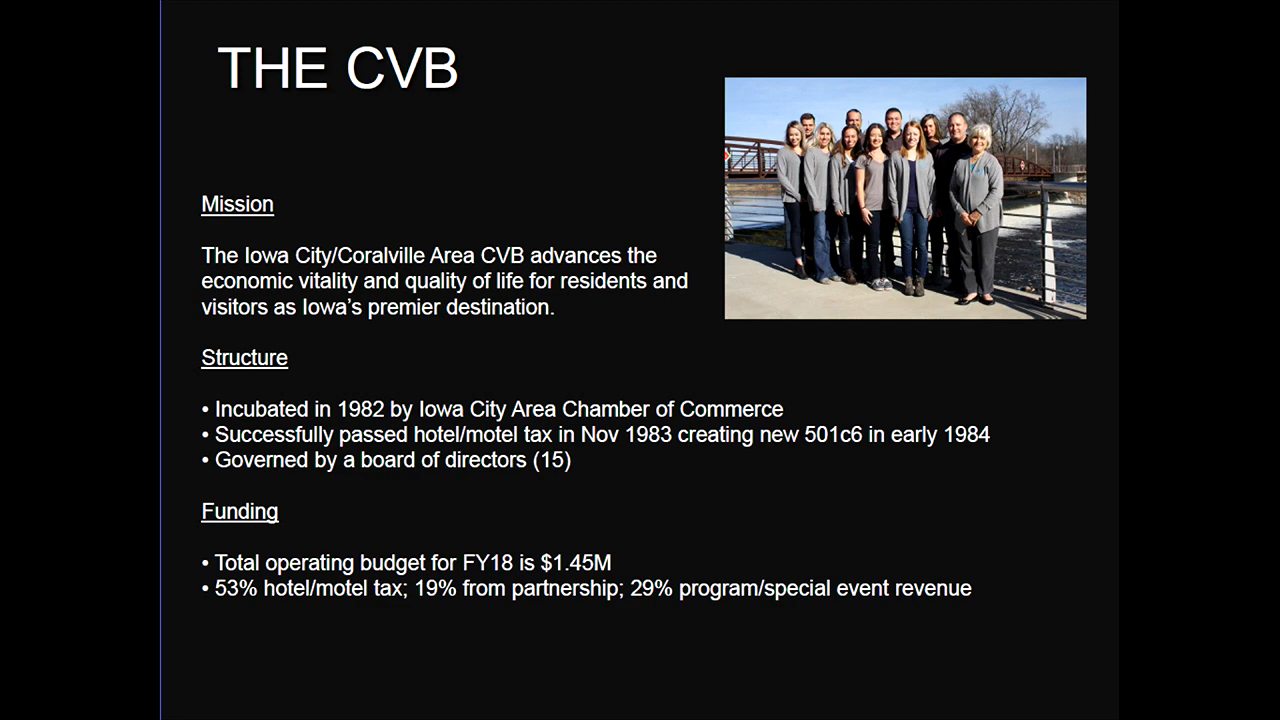 THE CVB
Mission
The Iowa City/Coralville Area CVB advances the
economic vitality and quality of life for residents and
visitors as Iowa’s premier destination.
Structure
• Incubated in 1982 by Iowa City Area Chamber of Commerce
• Successfully passed hotel/motel tax in Nov 1983 creating new 501c6 in early 1984
• Governed by a board of directors (15)
Funding
• Total operating budget for FY18 is $1.45M
• 53% hotel/motel tax; 19% from partnership; 29% program/special event revenue